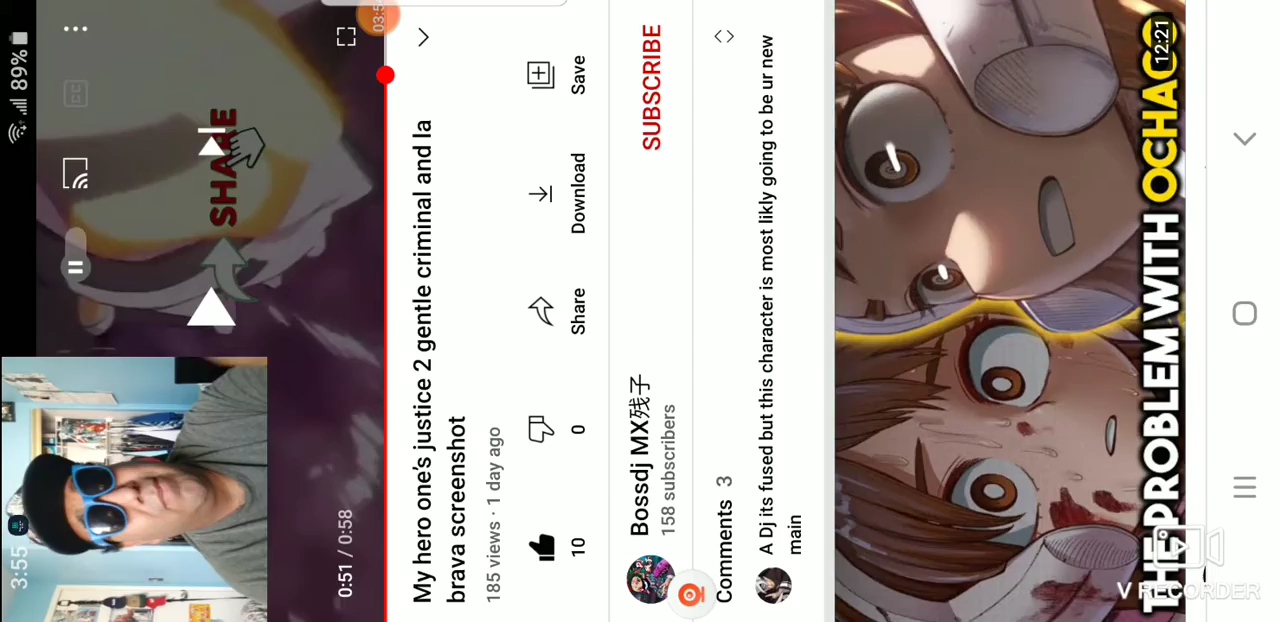 3:55
89%
03:5
SHARE
0:51 / 0:58
My hero one's justice 2 gentle criminal and la
brava screenshot
185 views · 1 day ago
10
0
Share
Download
Save
Bossdj MX残子
158 subscribers
SUBSCRIBE
Comments 3
A Dj its fused but this character is most likly going to be ur new
main
12:21
THE PROBLEM WITH OCHACO
V RECORDER